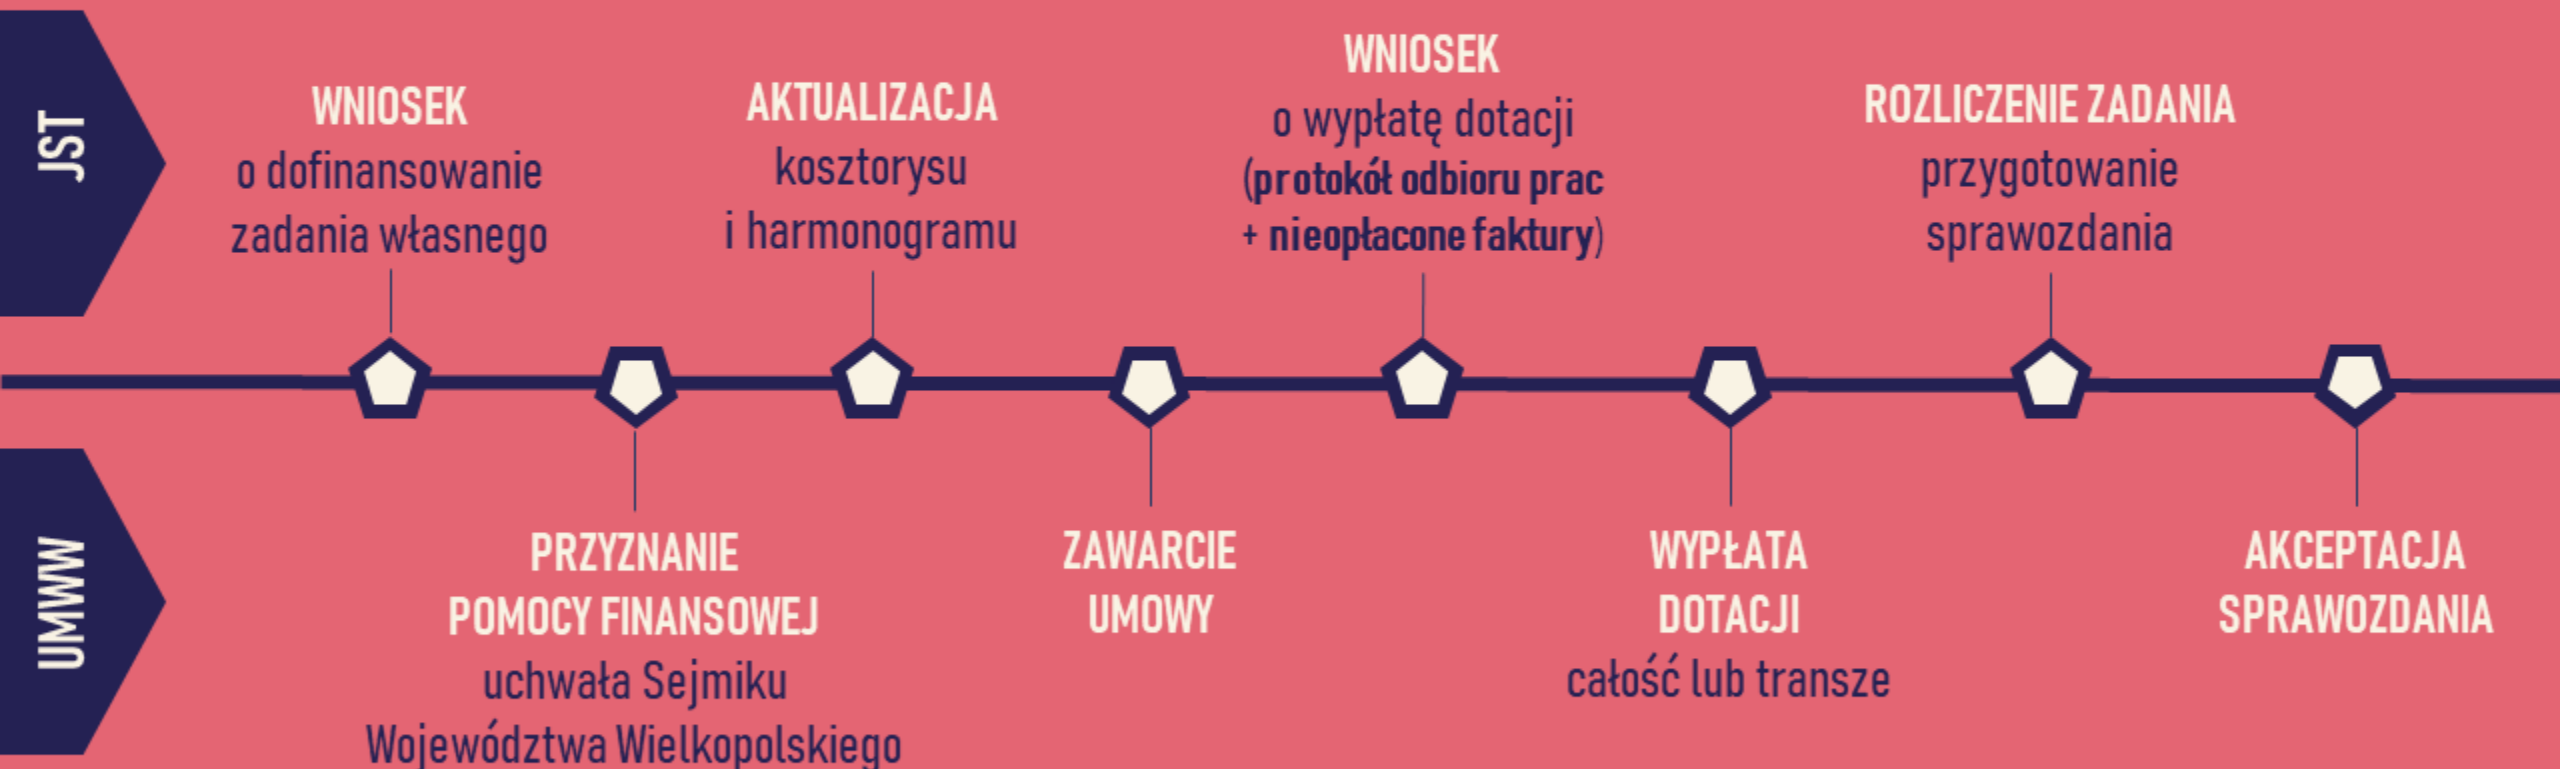 JST
WNIOSEK
o dofinansowanie
zadania własnego
AKTUALIZACJA
kosztorysu
i harmonogramu
WNIOSEK
o wypłatę dotacji
(protokół odbioru prac
+ nieopłacone faktury)
ROZLICZENIE ZADANIA
przygotowanie
sprawozdania
UMWW
PRZYZNANIE
POMOCY FINANSOWEJ
uchwała Sejmiku
Województwa Wielkopolskiego
ZAWARCIE
UMOWY
WYPŁATA
DOTACJI
całość lub transze
AKCEPTACJA
SPRAWOZDANIA